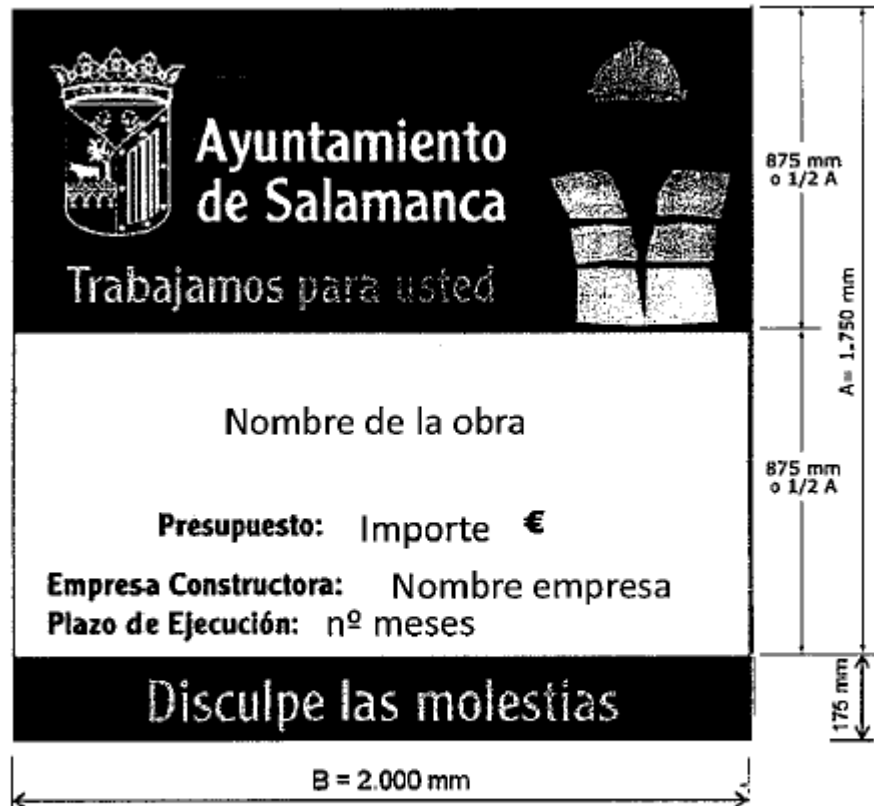 Ayuntamiento
de Salamanca
Trabajamos para usted
Nombre de la obra
Presupuesto: Importe €
Empresa Constructora: Nombre empresa
Plazo de Ejecución: nº meses
Disculpe las molestias
875 mm
o 1/2 A
875 mm
o 1/2 A
A= 1.750 mm
175 mm
B = 2.000 mm